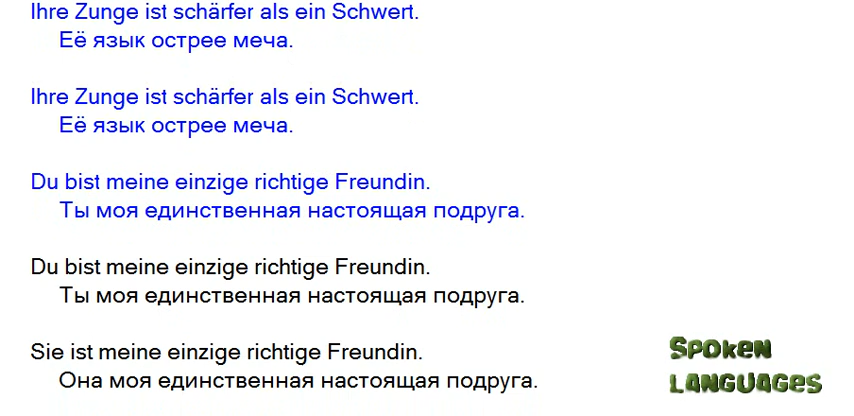 Ihre Zunge ist schärfer als ein Schwert.
Её язык острее меча.
Ihre Zunge ist schärfer als ein Schwert.
Её язык острее меча.
Du bist meine einzige richtige Freundin.
Ты моя единственная настоящая подруга.
Du bist meine einzige richtige Freundin.
Ты моя единственная настоящая подруга.
Sie ist meine einzige richtige Freundin.
Она моя единственная настоящая подруга.
Spoken
Languages